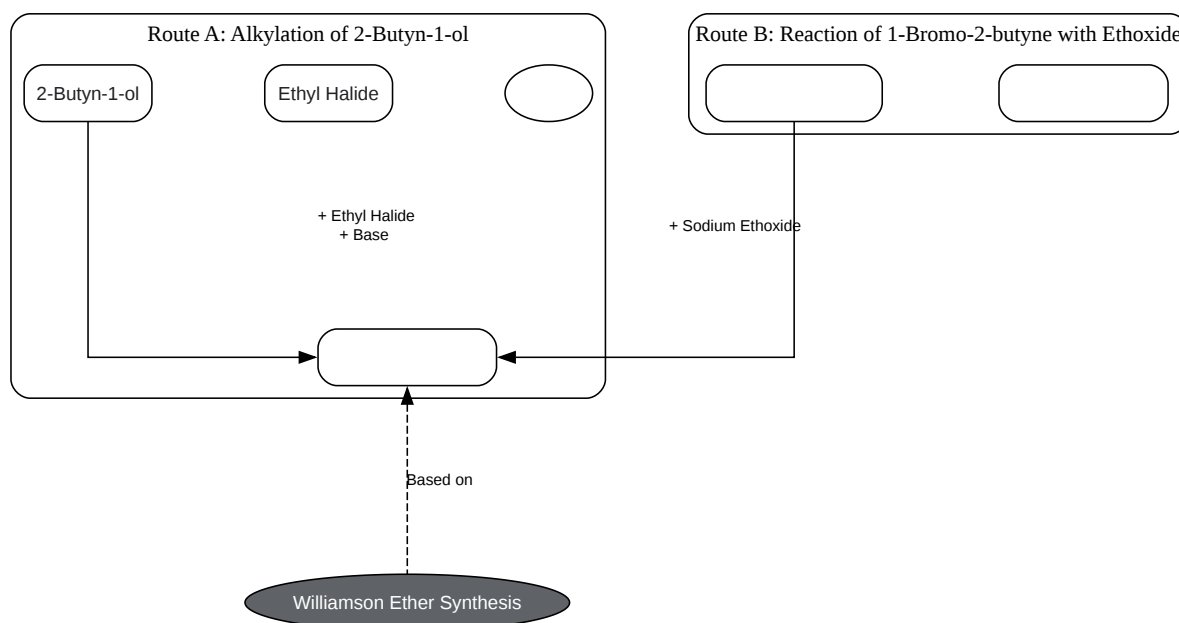 Route A: Alkylation of 2-Butyn-1-ol
Route B: Reaction of 1-Bromo-2-butyne with Ethoxide
2-Butyn-1-ol
Ethyl Halide
+ Ethyl Halide
+ Base
+ Sodium Ethoxide
Based on
Williamson Ether Synthesis